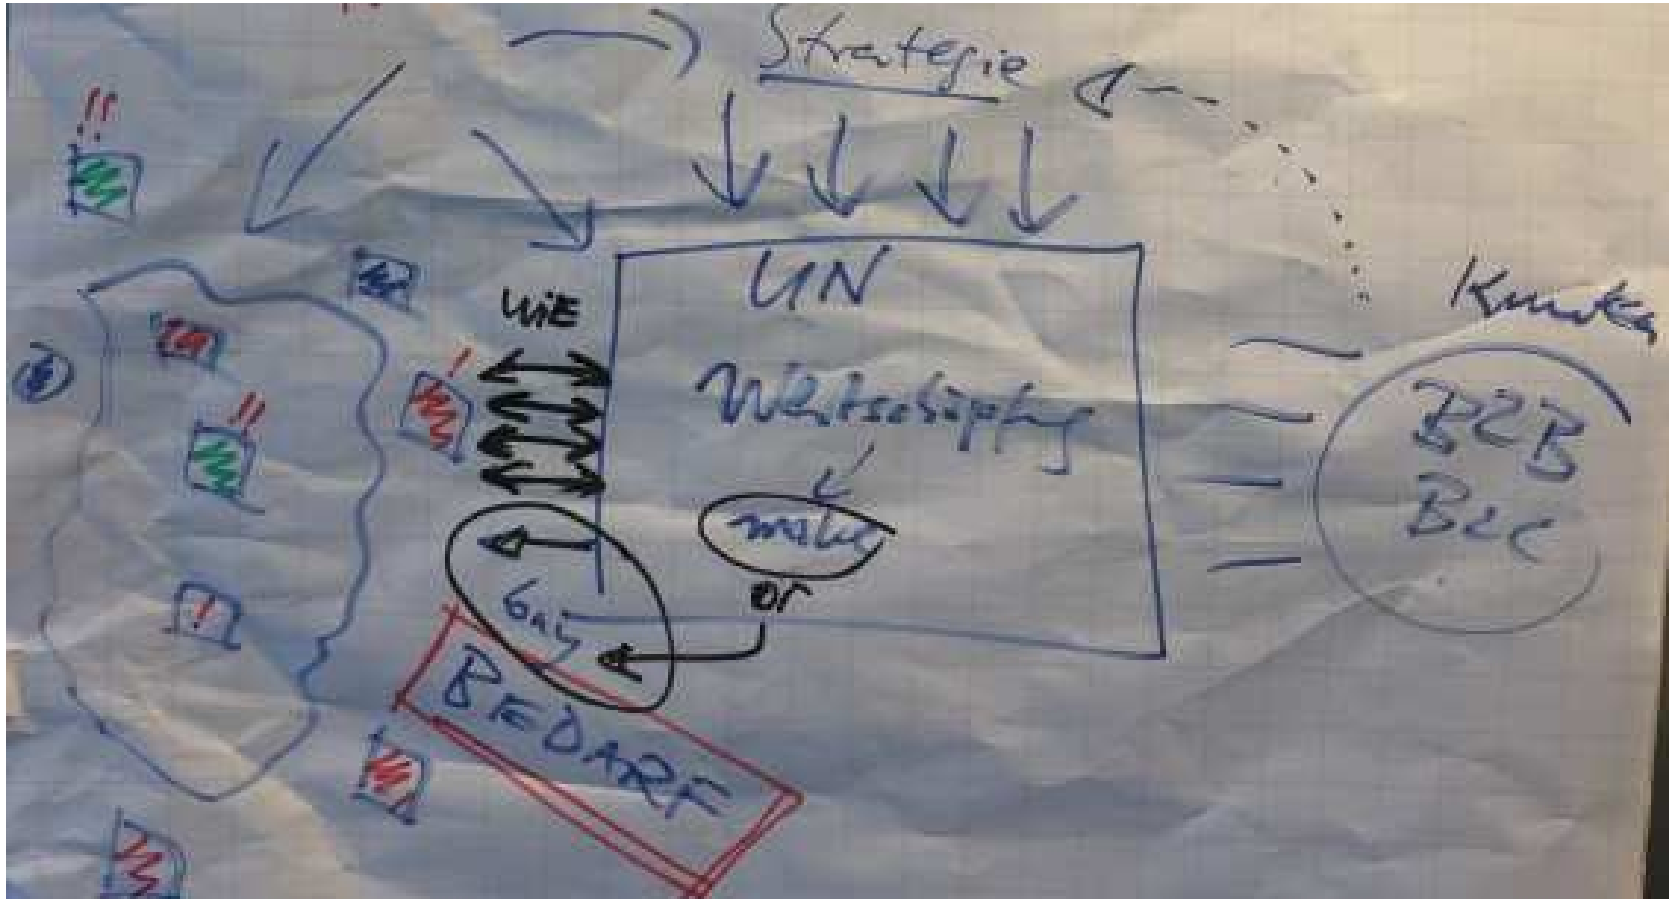 Strategie
!!
UN
Kunden
WiE
!
Wertschöpfung
B2B
!!
B2C
make
or
!
buy
BEDARF